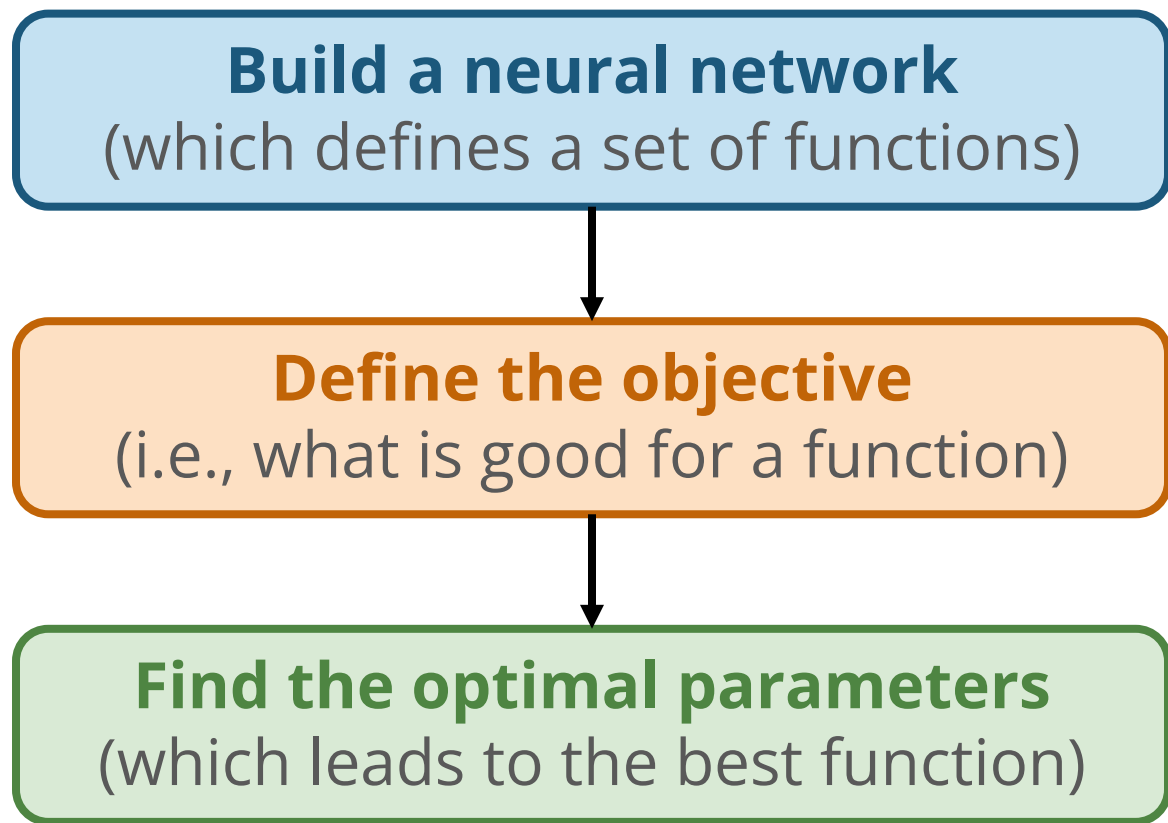 Build a neural network
(which defines a set of functions)
Define the objective
(i.e., what is good for a function)
Find the optimal parameters
(which leads to the best function)